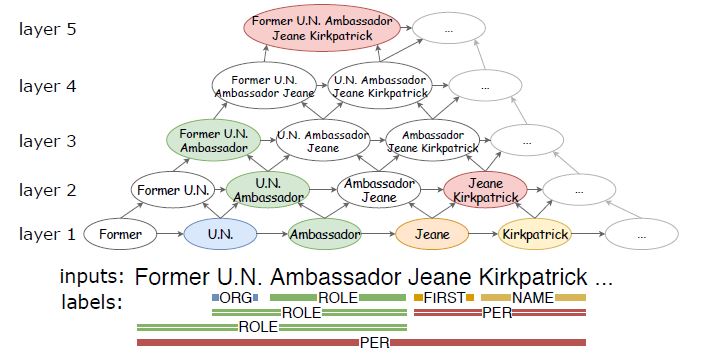 layer 5
Former U.N. Ambassador
Jeane Kirkpatrick
...
layer 4
Former U.N.
Ambassador Jeane
U.N. Ambassador
Jeane Kirkpatrick
...
layer 3
Former U.N.
Ambassador
U.N. Ambassador
Jeane
Ambassador
Jeane Kirkpatrick
...
layer 2
Former U.N.
U.N.
Ambassador
Ambassador
Jeane
Jeane
Kirkpatrick
...
layer 1
Former
U.N.
Ambassador
Jeane
Kirkpatrick
...
inputs: Former U.N. Ambassador Jeane Kirkpatrick ...
labels: ORG ROLE FIRST NAME
ROLE PER
ROLE
PER